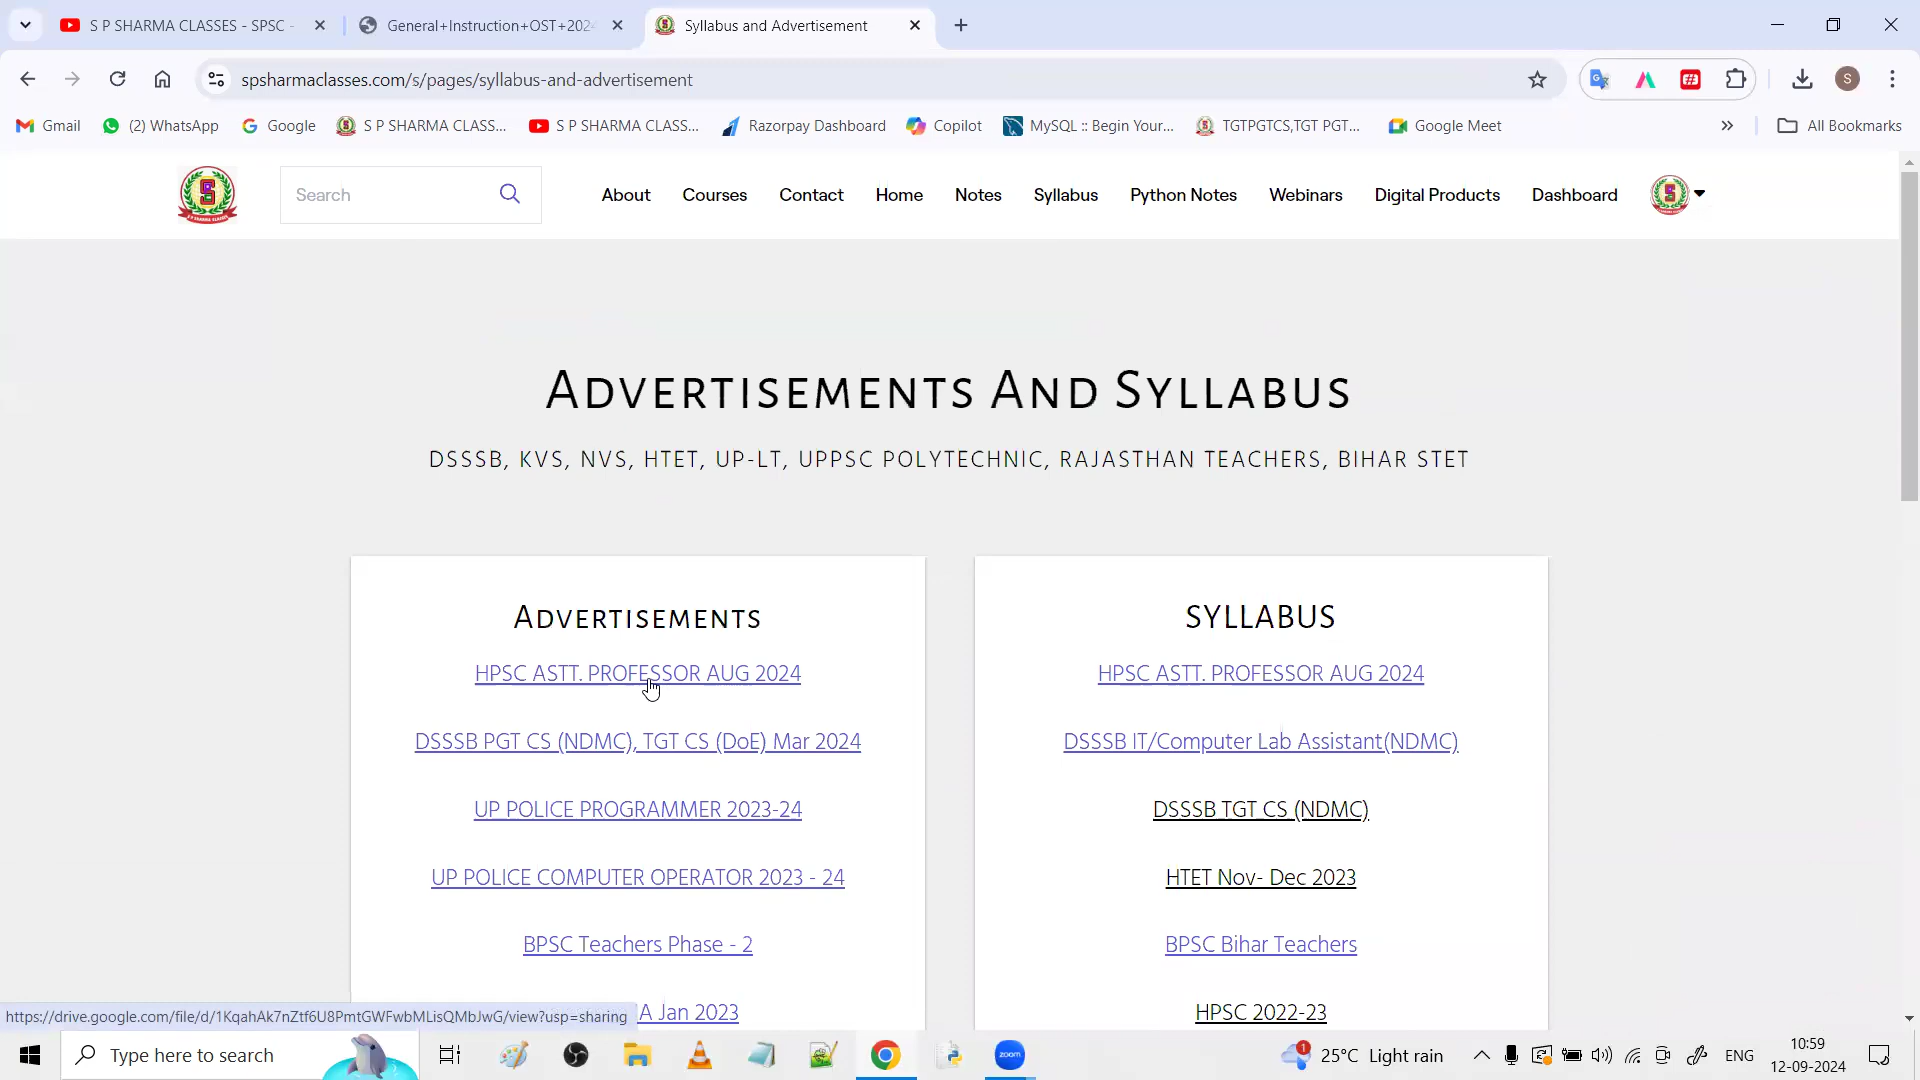 S P SHARMA CLASSES - SPSC -
General+Instruction+OST+202
Syllabus and Advertisement
spsharmaclasses.com/s/pages/syllabus-and-advertisement
S
Gmail
(2) WhatsApp
Google
S P SHARMA CLASS...
S P SHARMA CLASS...
Razorpay Dashboard
Copilot
MySQL :: Begin Your...
TGTPGTCS,TGT PGT...
Google Meet
»
All Bookmarks
Search
About
Courses
Contact
Home
Notes
Syllabus
Python Notes
Webinars
Digital Products
Dashboard
Advertisements And Syllabus
DSSSB, KVS, NVS, HTET, UP-LT, UPPSC POLYTECHNIC, RAJASTHAN TEACHERS, BIHAR STET
Advertisements
HPSC ASTT. PROFESSOR AUG 2024
DSSSB PGT CS (NDMC), TGT CS (DoE) Mar 2024
UP POLICE PROGRAMMER 2023-24
UP POLICE COMPUTER OPERATOR 2023 - 24
BPSC Teachers Phase - 2
A Jan 2023
SYLLABUS
HPSC ASTT. PROFESSOR AUG 2024
DSSSB IT/Computer Lab Assistant(NDMC)
DSSSB TGT CS (NDMC)
HTET Nov- Dec 2023
BPSC Bihar Teachers
HPSC 2022-23
https://drive.google.com/file/d/1KqahAk7nZtf6U8PmtGWFwbMLisQMbJwG/view?usp=sharing
Type here to search
zoom
1
25°C Light rain
ENG
10:59
12-09-2024